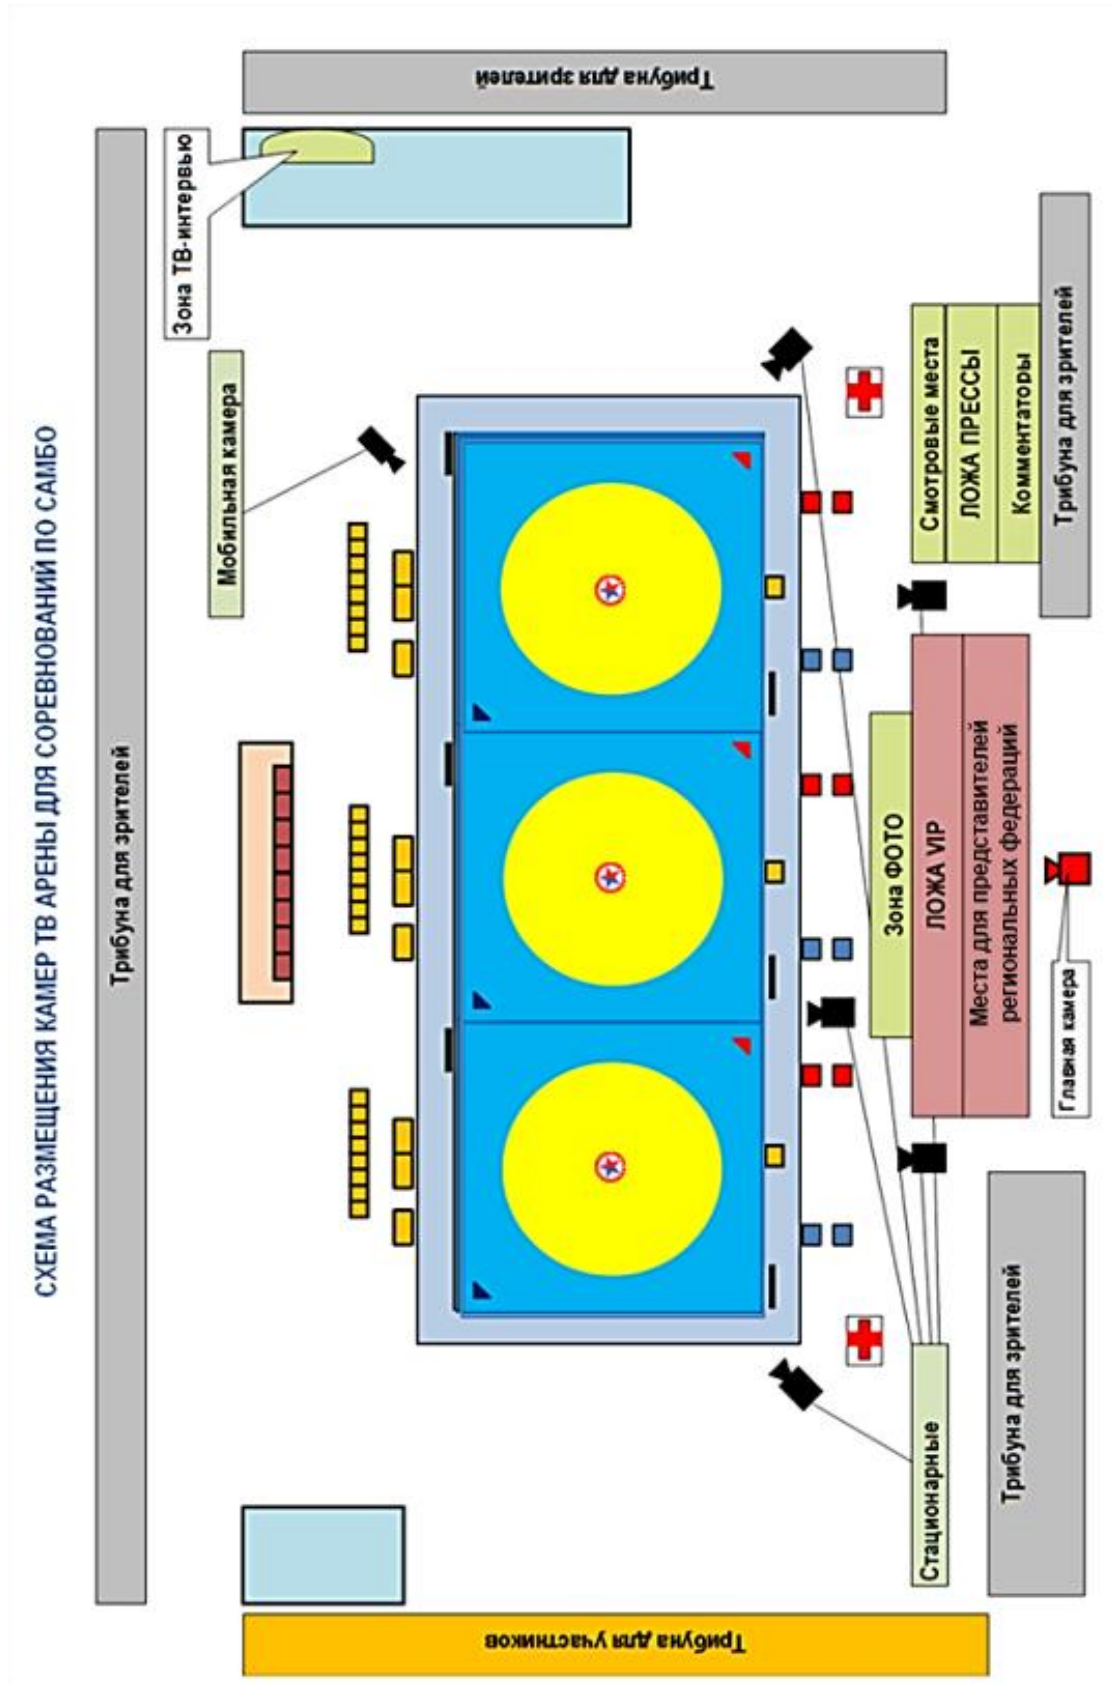 СХЕМА РАЗМЕЩЕНИЯ КАМЕР ТВ АРЕНЫ ДЛЯ СОРЕВНОВАНИЙ ПО САМБО
Трибуна для зрителей
Зона ТВ-интервью
Мобильная камера
Трибуна для зрителей
Трибуна для участников
Зона ФОТО
ЛОЖА VIP
Места для представителей
региональных федераций
Смотровые места
ЛОЖА ПРЕССЫ
Комментаторы
Стационарные
Главная камера
Трибуна для зрителей
Трибуна для зрителей